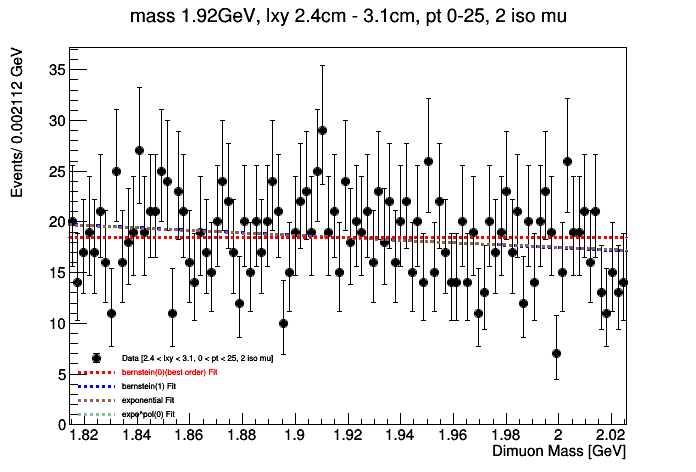 mass 1.92GeV, lxy 2.4cm - 3.1cm, pt 0-25, 2 iso mu
Events/ 0.002112 GeV
35
30
25
20
15
10
5
0
Data [2.4 < lxy < 3.1, 0 < pt < 25, 2 iso mu]
bernstein(0)(best order) Fit
bernstein(1) Fit
exponential Fit
expo*pol(0) Fit
1.82 1.84 1.86 1.88 1.9 1.92 1.94 1.96 1.98 2 2.02
Dimuon Mass [GeV]